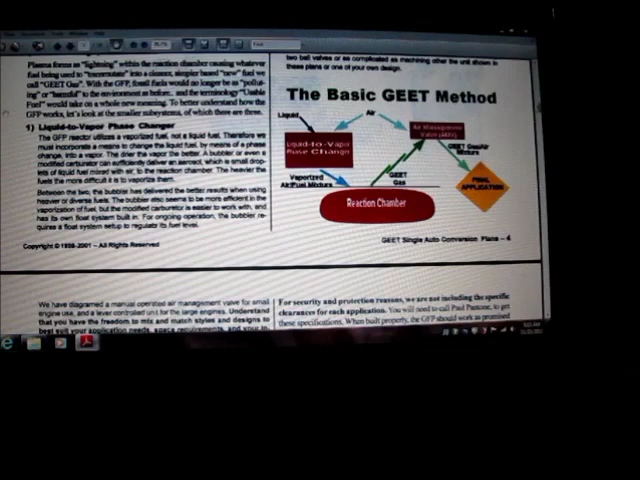 Plasma forms as "lightning" within the reaction chamber causing whatever
fuel being used to "transmutate" into a cleaner, simpler based "new" fuel we
call "GEET Gas". With the GFP, fossil fuels would no longer be as "pollut-
ing" or "harmful" to the environment as before.. and the terminology "Usable
Fuel" would take on a whole new meaning. To better understand how the
GFP works, let's look at the smaller subsystems, of which there are three.
1) Liquid-to-Vapor Phase Changer
The GFP reactor utilizes a vaporized fuel, not a liquid fuel. Therefore we
must incorporate a means to change the liquid fuel, by means of a phase
change, into a vapor. The drier the vapor the better. A bubbler or even a
modified carburetor can sufficiently deliver an aerosol, which is small drop-
lets of liquid fuel mixed with air, to the reaction chamber. The heavier the
fuels the more difficult it is to vaporize them.
Between the two, the bubbler has delivered the better results when using
heavier or diverse fuels. The bubbler also seems to be more efficient in the
vaporization of fuel, but the modified carburetor is easier to work with, and
has its own float system built in. For ongoing operation, the bubbler re-
quires a float system setup to regulate its fuel level.
Copyright © 1998-2001 – All Rights Reserved
two ball valves or as complicated as machining other the unit shown in
these plans or one of your own design.
The Basic GEET Method
Liquid
Air
Liquid-to-Vapor
Phase Change
Air Management
Valve (AMV)
GEET Gas/Air
Mixture
Vaporized
Air/Fuel Mixture
GEET
Gas
FINAL
APPLICATION
Reaction Chamber
GEET Single Auto Conversion Plans – 4
We have diagramed a manual operated air management valve for small
engine use, and a lever controlled unit for the large engines. Understand
that you have the freedom to mix and match styles and designs to
best suit your application needs, space requirements, and your
For security and protection reasons, we are not including the specific
clearances for each application. You will need to call Paul Pantone, to get
these specifications. When built properly, the GFP should work as promised